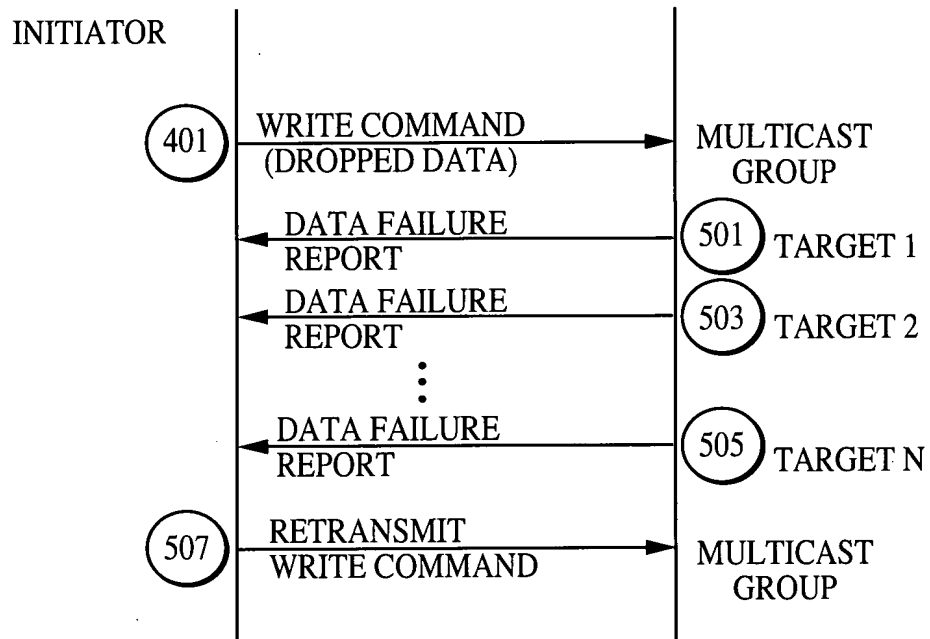 INITIATOR
401
WRITE COMMAND
(DROPPED DATA)
MULTICAST
GROUP
DATA FAILURE
REPORT
501
TARGET 1
DATA FAILURE
REPORT
503
TARGET 2
DATA FAILURE
REPORT
505
TARGET N
507
RETRANSMIT
WRITE COMMAND
MULTICAST
GROUP